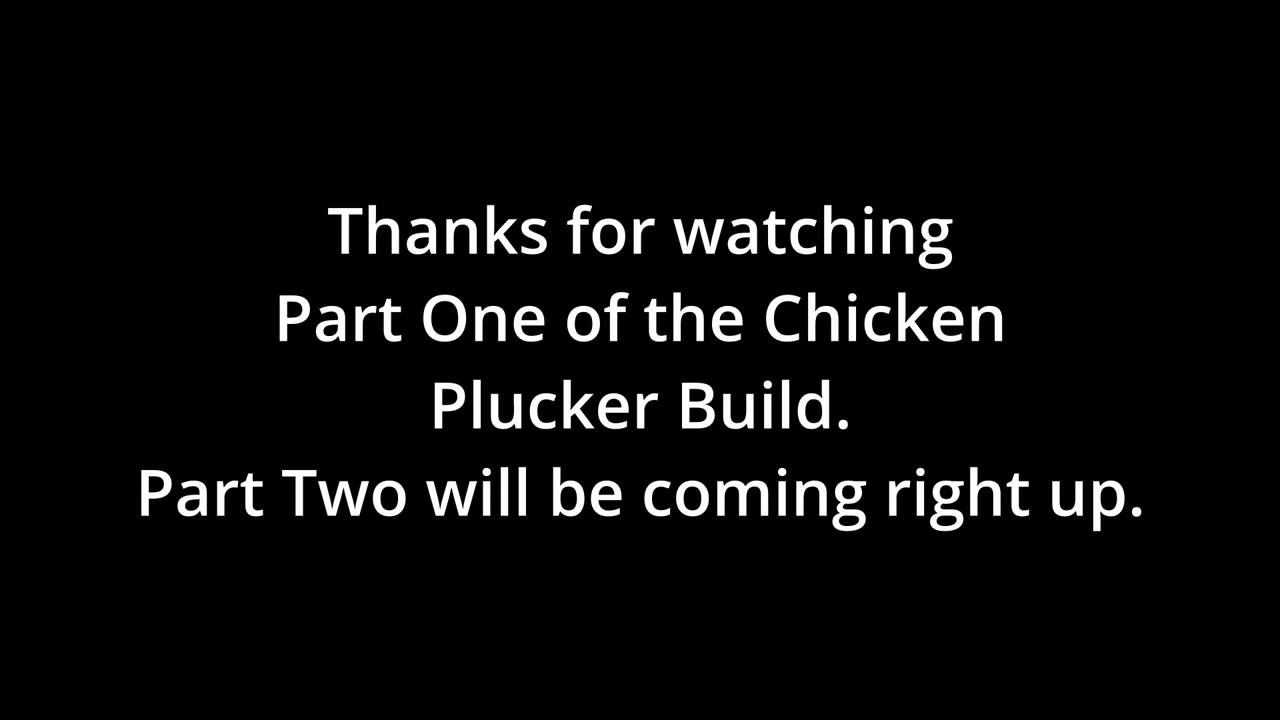 Thanks for watching
Part One of the Chicken
Plucker Build.
Part Two will be coming right up.